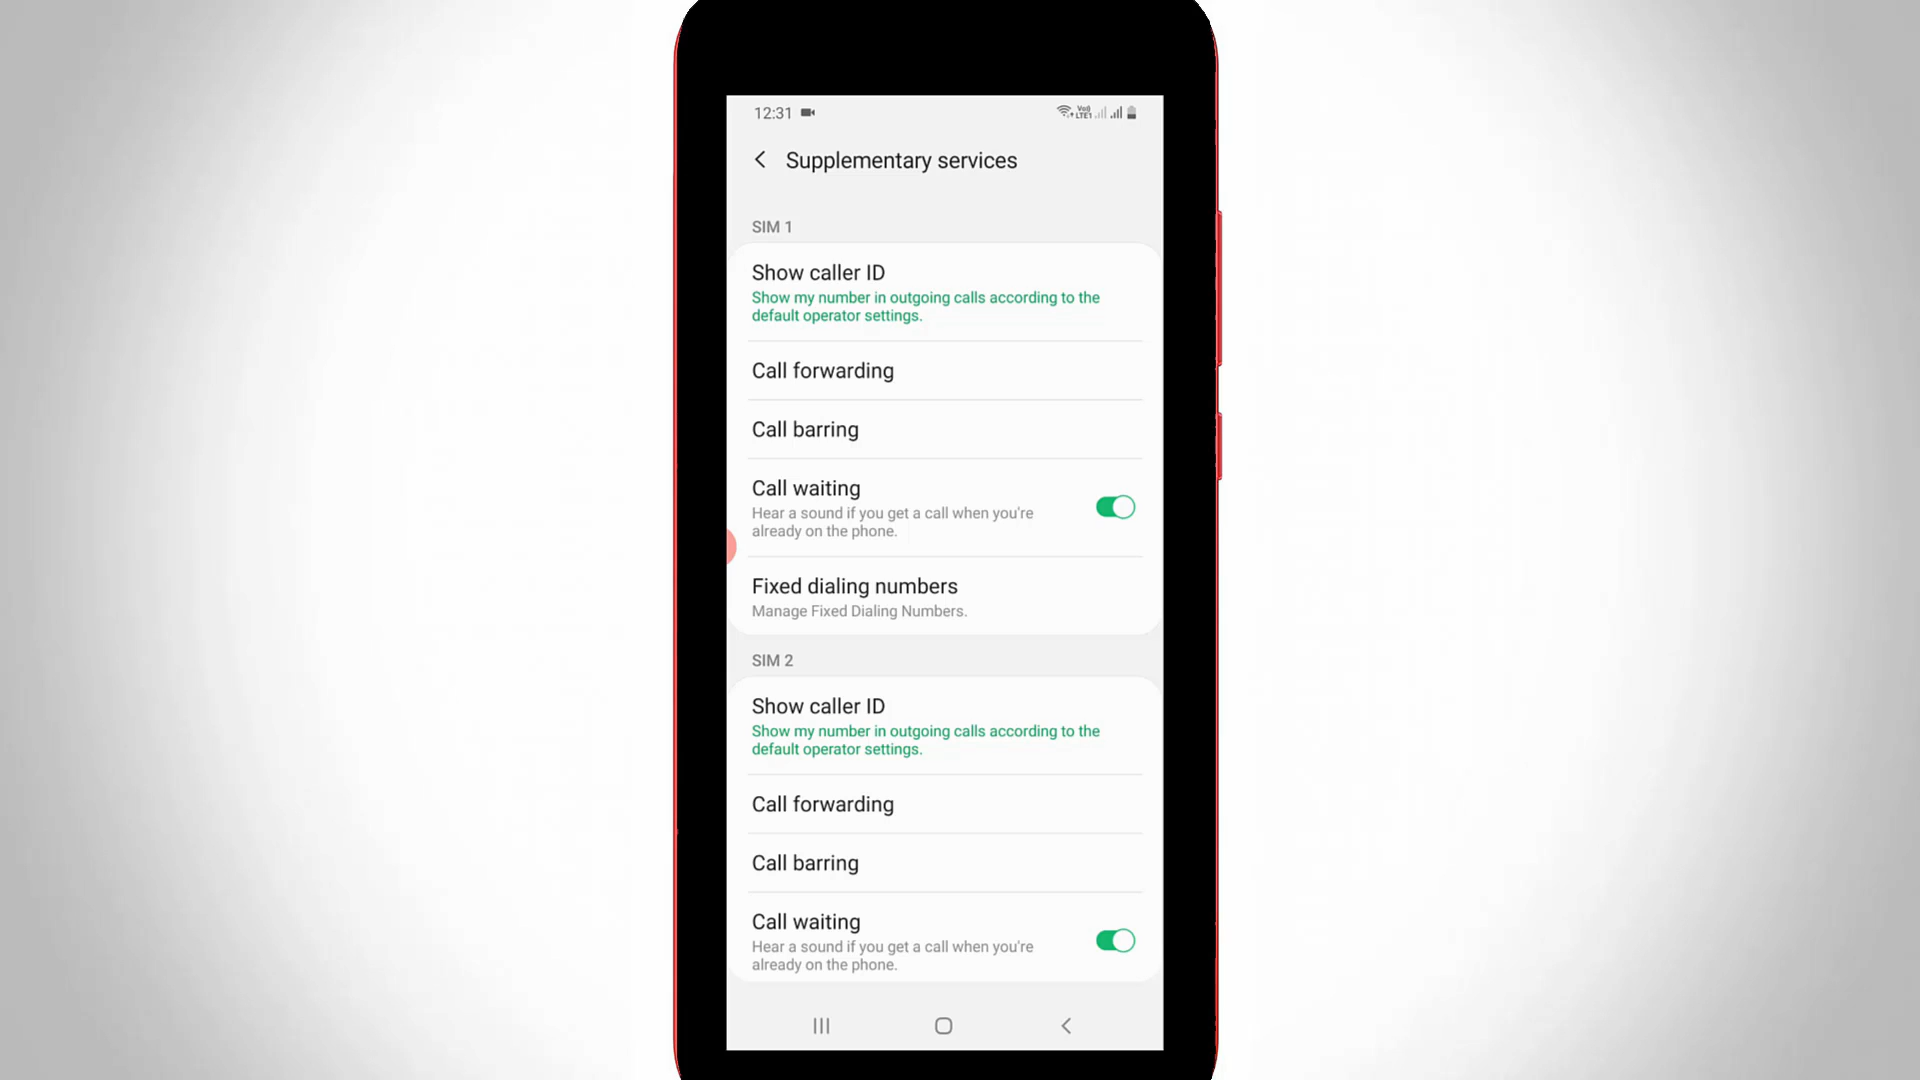 12:31
Vo)) LTE1
Supplementary services
SIM 1
Show caller ID
Show my number in outgoing calls according to the
default operator settings.
Call forwarding
Call barring
Call waiting
Hear a sound if you get a call when you're
already on the phone.
Fixed dialing numbers
Manage Fixed Dialing Numbers.
SIM 2
Show caller ID
Show my number in outgoing calls according to the
default operator settings.
Call forwarding
Call barring
Call waiting
Hear a sound if you get a call when you're
already on the phone.